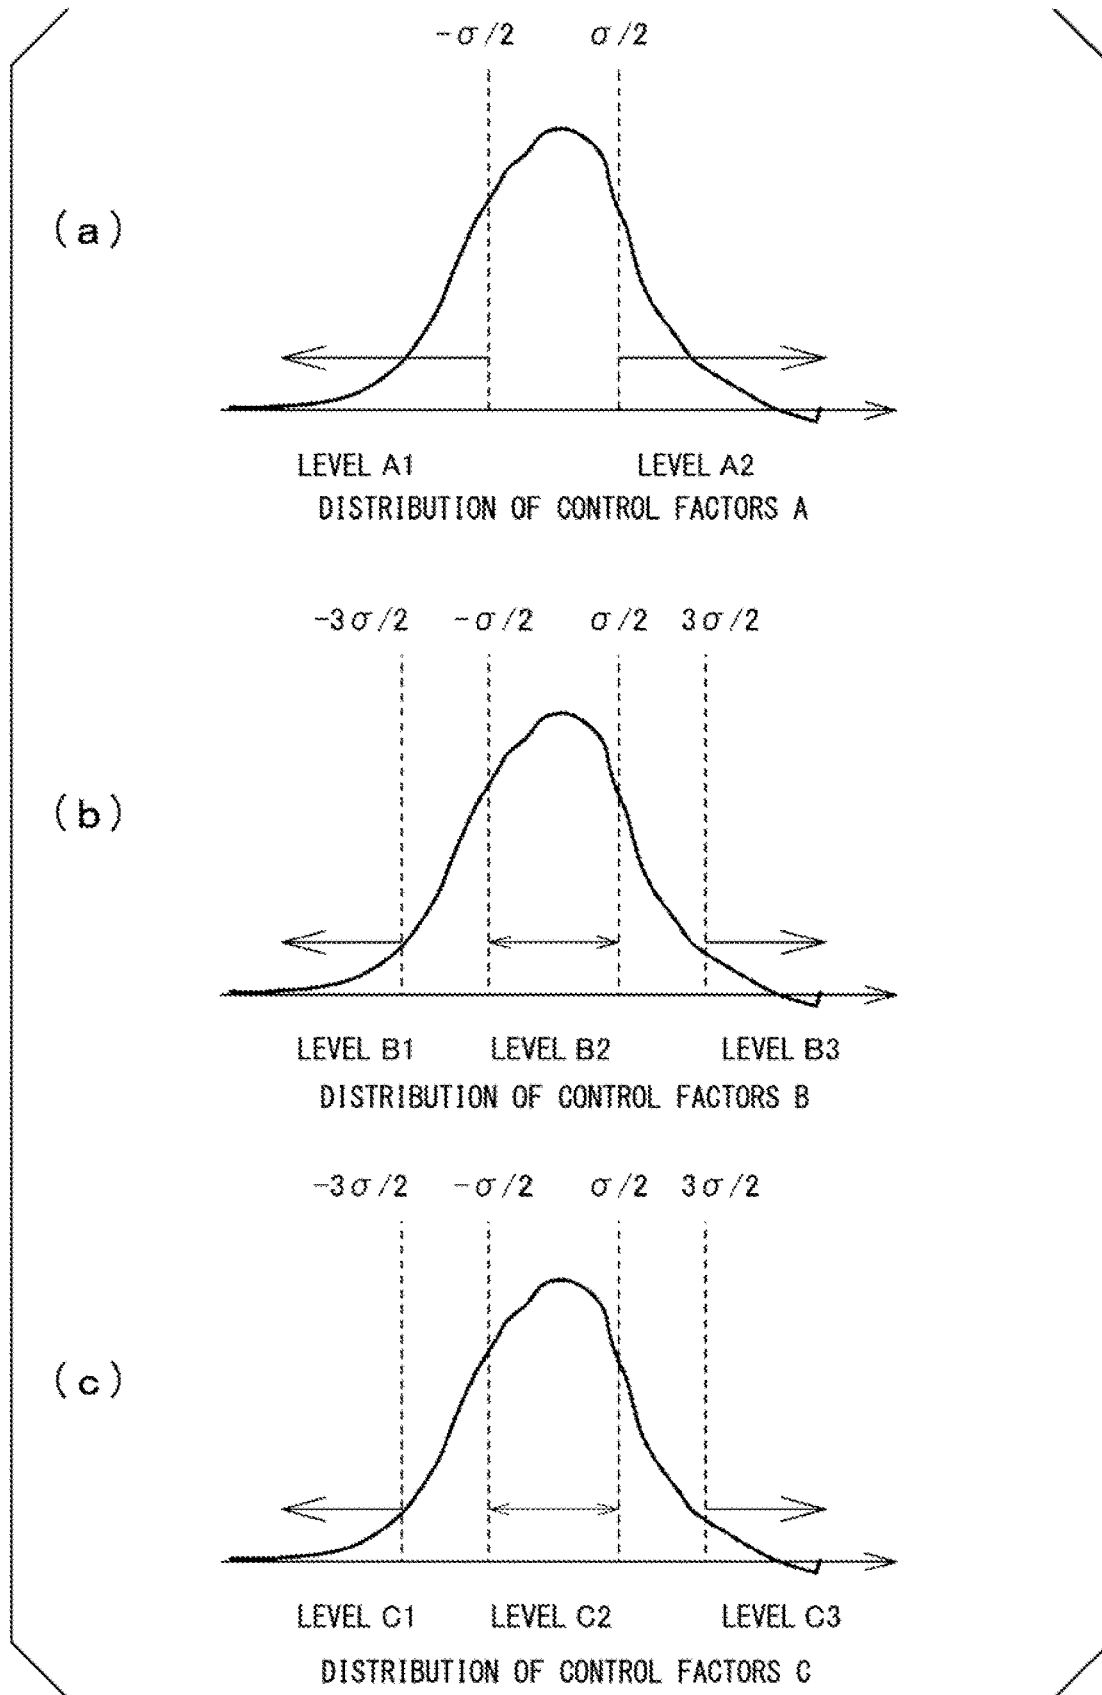 -σ/2 σ/2
(a)
LEVEL A1 LEVEL A2
DISTRIBUTION OF CONTROL FACTORS A
-3σ/2 -σ/2 σ/2 3σ/2
(b)
LEVEL B1 LEVEL B2 LEVEL B3
DISTRIBUTION OF CONTROL FACTORS B
-3σ/2 -σ/2 σ/2 3σ/2
(c)
LEVEL C1 LEVEL C2 LEVEL C3
DISTRIBUTION OF CONTROL FACTORS C